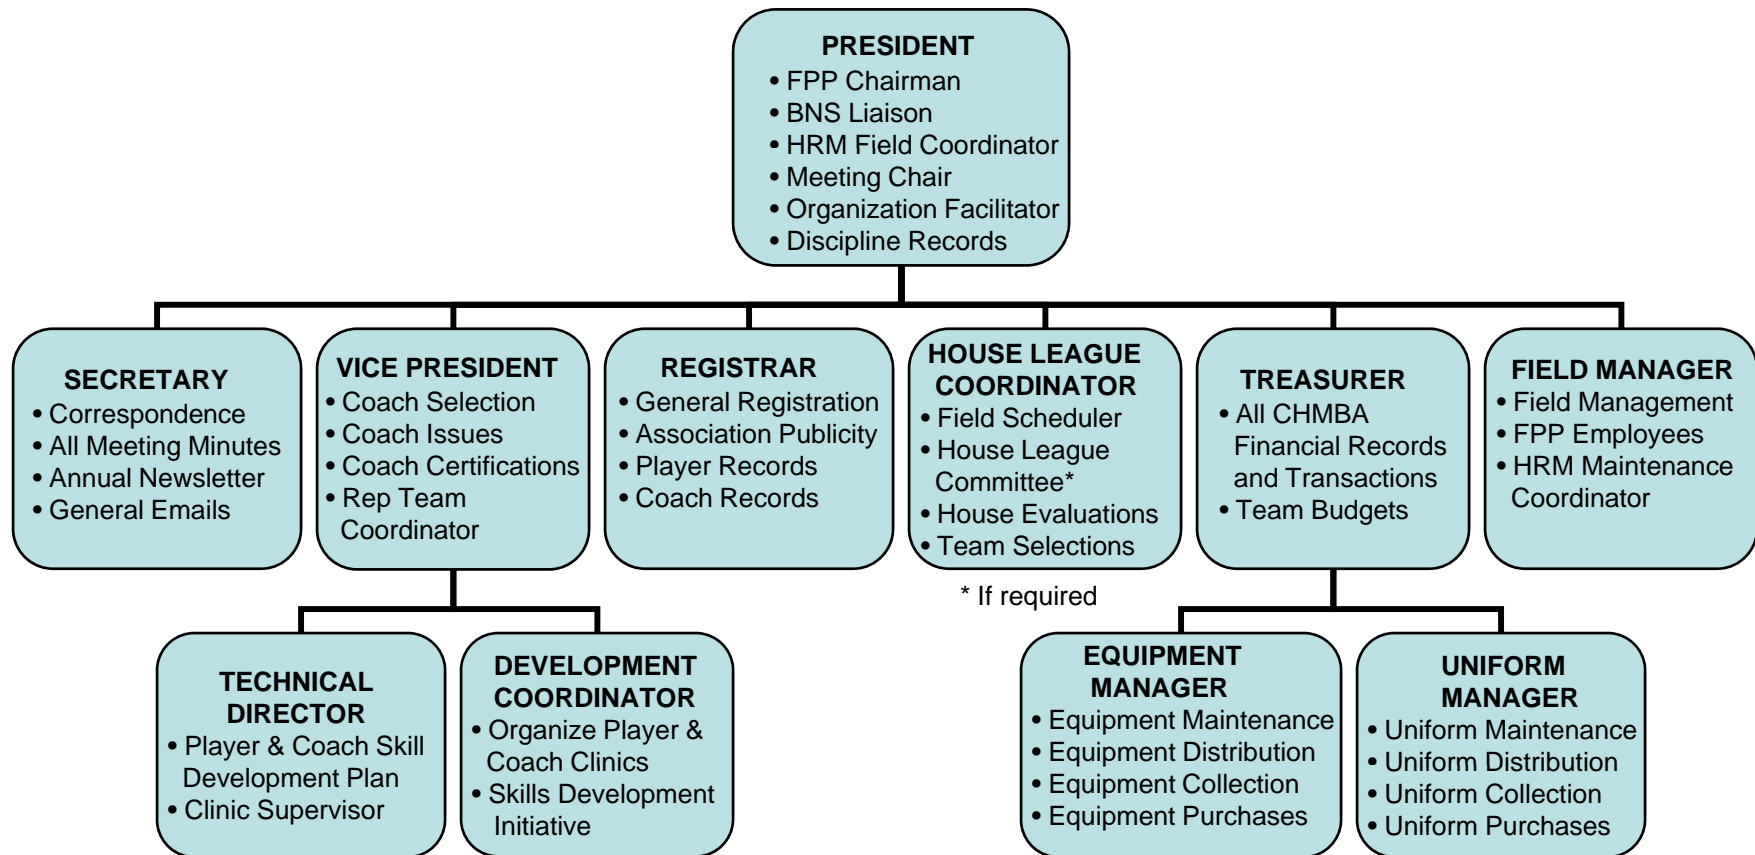 PRESIDENT
• FPP Chairman
• BNS Liaison
• HRM Field Coordinator
• Meeting Chair
• Organization Facilitator
• Discipline Records
SECRETARY
• Correspondence
• All Meeting Minutes
• Annual Newsletter
• General Emails
VICE PRESIDENT
• Coach Selection
• Coach Issues
• Coach Certifications
• Rep Team
Coordinator
REGISTRAR
• General Registration
• Association Publicity
• Player Records
• Coach Records
HOUSE LEAGUE
COORDINATOR
• Field Scheduler
• House League
Committee*
• House Evaluations
• Team Selections
* If required
TREASURER
• All CHMBA
Financial Records
and Transactions
• Team Budgets
FIELD MANAGER
• Field Management
• FPP Employees
• HRM Maintenance
Coordinator
TECHNICAL
DIRECTOR
• Player & Coach Skill
Development Plan
• Clinic Supervisor
DEVELOPMENT
COORDINATOR
• Organize Player &
Coach Clinics
• Skills Development
Initiative
EQUIPMENT
MANAGER
• Equipment Maintenance
• Equipment Distribution
• Equipment Collection
• Equipment Purchases
UNIFORM
MANAGER
• Uniform Maintenance
• Uniform Distribution
• Uniform Collection
• Uniform Purchases